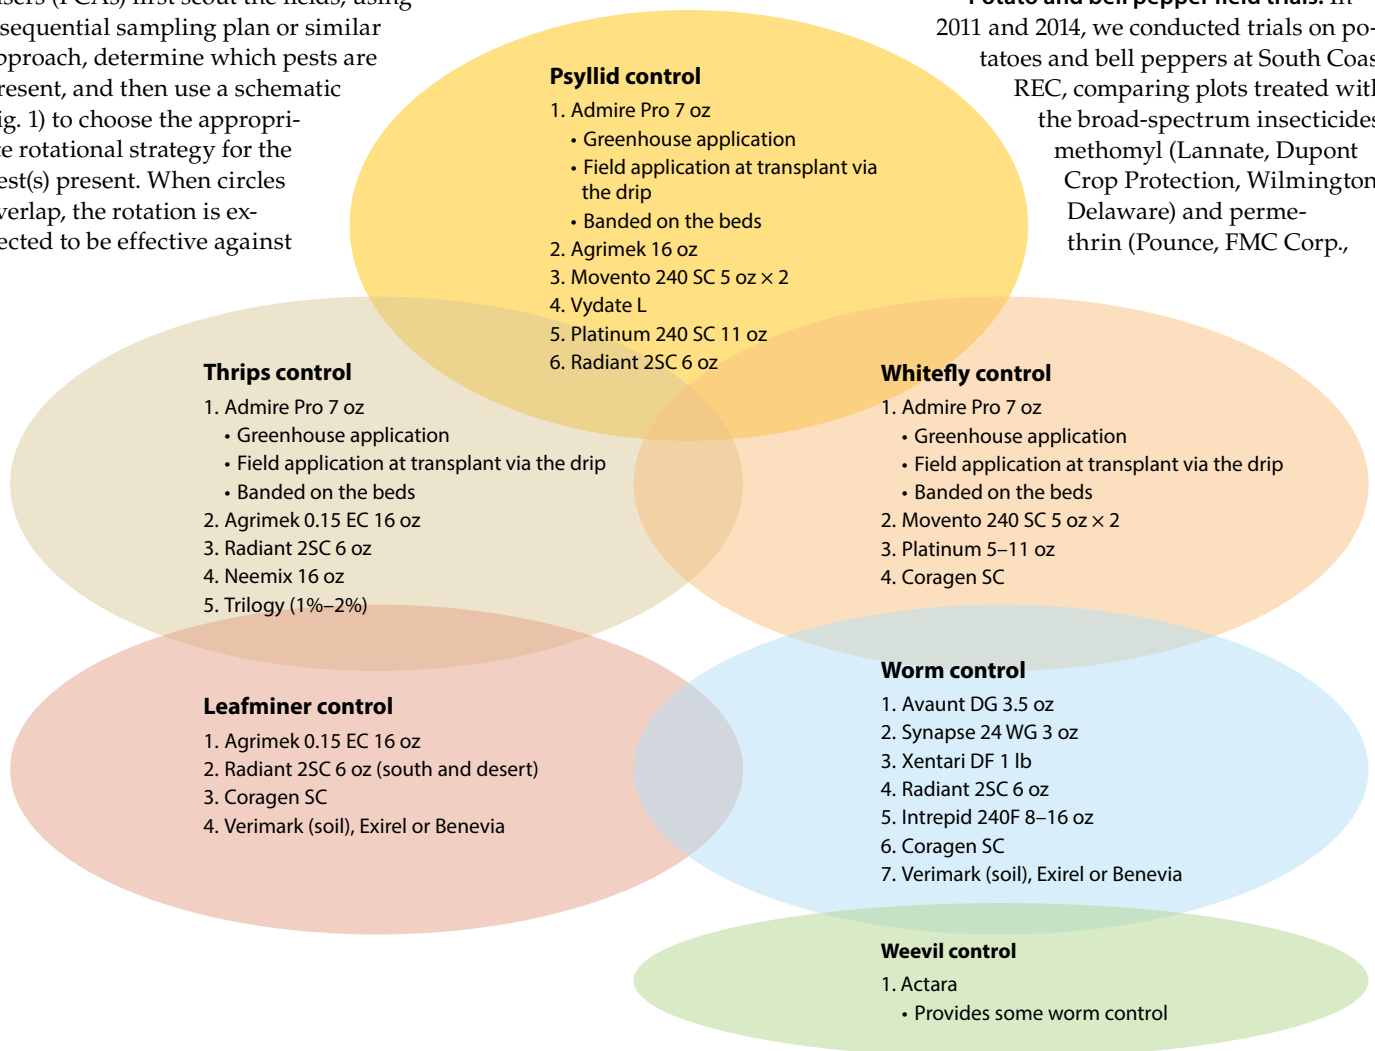 sequential sampling plan or similar
determine which pests are
and then use a schematic
1) to choose the appropri-
rotational strategy for the
present. When circles
the rotation is ex-
to be effective against
Potato and bell pepper field trials. In
2011 and 2014, we conducted trials on po-
tatoes and bell peppers at South
REC, comparing plots treated
the broad-spectrum insecticides
methomyl (Lannate, Dupont
Crop Protection, Wilmington
Delaware) and perme-
thrin (Pounce, FMC Corp.,
Psyllid control
1. Admire Pro 7 oz
• Greenhouse application
• Field application at transplant via
the drip
• Banded on the beds
2. Agrimek 16 oz
3. Movento 240 SC 5 oz × 2
4. Vydate L
5. Platinum 240 SC 11 oz
6. Radiant 2SC 6 oz
Thrips control
1. Admire Pro 7 oz
• Greenhouse application
• Field application at transplant via the drip
• Banded on the beds
2. Agrimek 0.15 EC 16 oz
3. Radiant 2SC 6 oz
4. Neemix 16 oz
5. Trilogy (1%–2%)
Whitefly control
1. Admire Pro 7 oz
• Greenhouse application
• Field application at transplant via the drip
• Banded on the beds
2. Movento 240 SC 5 oz × 2
3. Platinum 5–11 oz
4. Coragen SC
Leafminer control
1. Agrimek 0.15 EC 16 oz
2. Radiant 2SC 6 oz (south and desert)
3. Coragen SC
4. Verimark (soil), Exirel or Benevia
Worm control
1. Avaunt DG 3.5 oz
2. Synapse 24 WG 3 oz
3. Xentari DF 1 lb
4. Radiant 2SC 6 oz
5. Intrepid 240F 8–16 oz
6. Coragen SC
7. Verimark (soil), Exirel or Benevia
Weevil control
1. Actara
• Provides some worm control